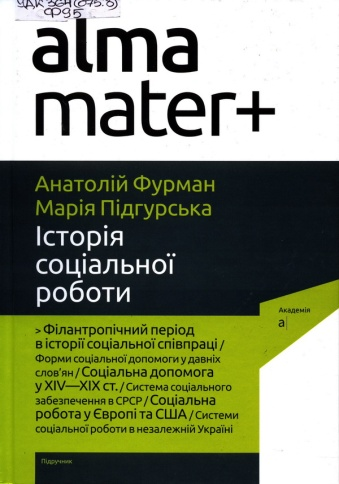 УДК 364(075.8)
Ф95
alma
mater+
Анатолій Фурман
Марія Підгурська
Історія
соціальної
роботи
Академія
a|
> Філантропічний період
в історії соціальної співпраці /
Форми соціальної допомоги у давніх
слов'ян / Соціальна допомога
у XIV—XIX ст. / Система соціального
забезпечення в СРСР / Соціальна
робота у Європі та США / Системи
соціальної роботи в незалежній Україні
Підручник